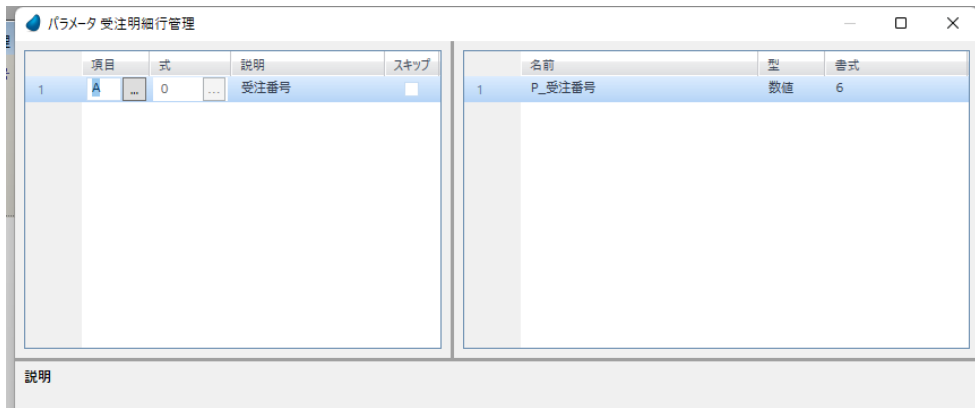 パラメータ 受注明細行管理
項目 式 説明 スキップ
1 A ... 0 ... 受注番号
名前 型 書式
1 P_受注番号 数値 6
説明